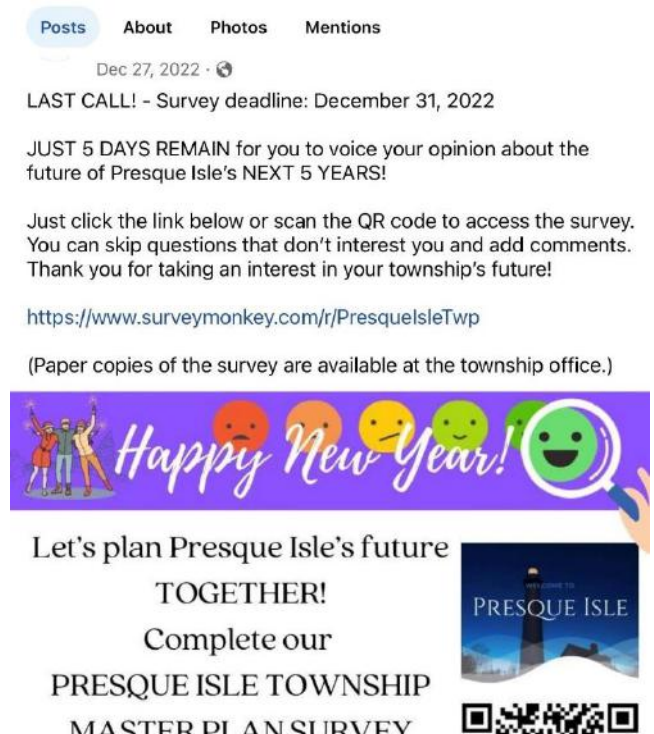 Posts About Photos Mentions
Dec 27, 2022 ·
LAST CALL! - Survey deadline: December 31, 2022
JUST 5 DAYS REMAIN for you to voice your opinion about the
future of Presque Isle's NEXT 5 YEARS!
Just click the link below or scan the QR code to access the survey.
You can skip questions that don't interest you and add comments.
Thank you for taking an interest in your township's future!
https://www.surveymonkey.com/r/PresqueIsleTwp
(Paper copies of the survey are available at the township office.)
Happy New Year!
Let's plan Presque Isle's future
TOGETHER!
Complete our
PRESQUE ISLE TOWNSHIP
MASTER PLAN SURVEY
WELCOME TO
PRESQUE ISLE